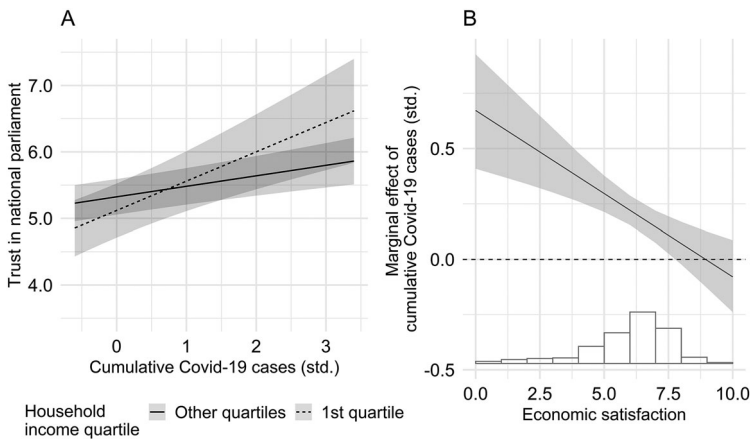 A
Trust in national parliament
7.0
6.0
5.0
4.0
0 1 2 3
Cumulative Covid-19 cases (std.)
Household
income quartile
Other quartiles
1st quartile
B
Marginal effect of
cumulative Covid-19 cases (std.)
0.5
0.0
-0.5
0.0 2.5 5.0 7.5 10.0
Economic satisfaction